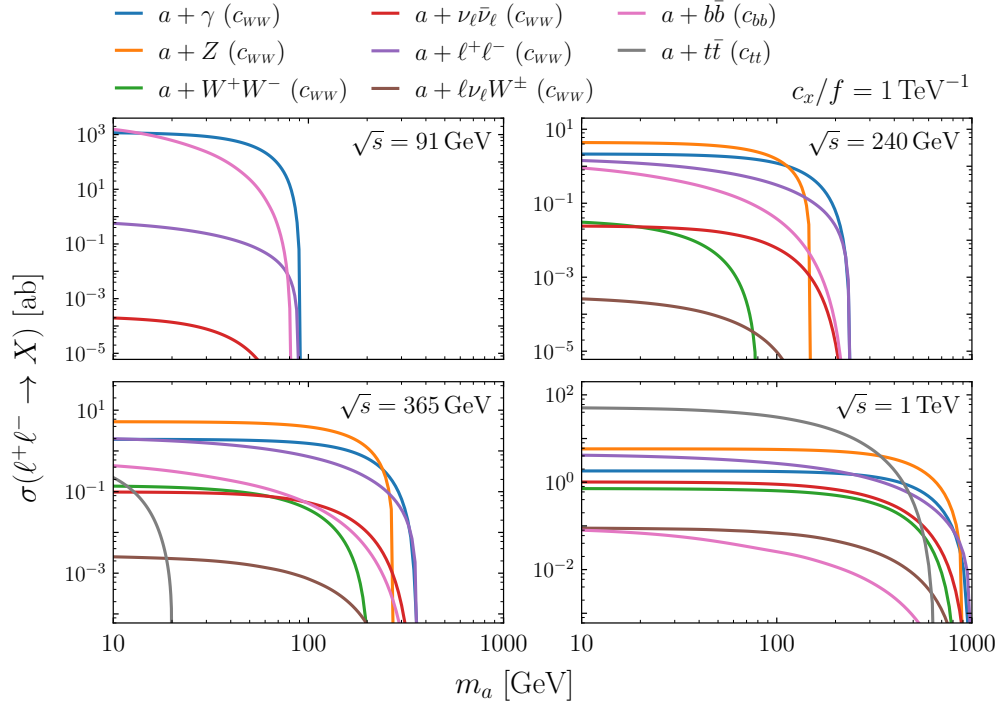 a + γ (c_WW) a + ν_ℓ ν̄_ℓ (c_WW) a + bb̄ (c_bb)
a + Z (c_WW) a + ℓ⁺ℓ⁻ (c_WW) a + tt̄ (c_tt)
a + W⁺W⁻ (c_WW) a + ℓν_ℓW^± (c_WW) c_x/f = 1 TeV⁻¹
√s = 91 GeV
10³
10¹
10⁻¹
10⁻³
10⁻⁵
√s = 240 GeV
10¹
10⁻¹
10⁻³
10⁻⁵
√s = 365 GeV
10¹
10⁻¹
10⁻³
10 100 1000
√s = 1 TeV
10²
10⁰
10⁻²
10 100 1000
σ(ℓ⁺ℓ⁻ → X) [ab]
m_a [GeV]